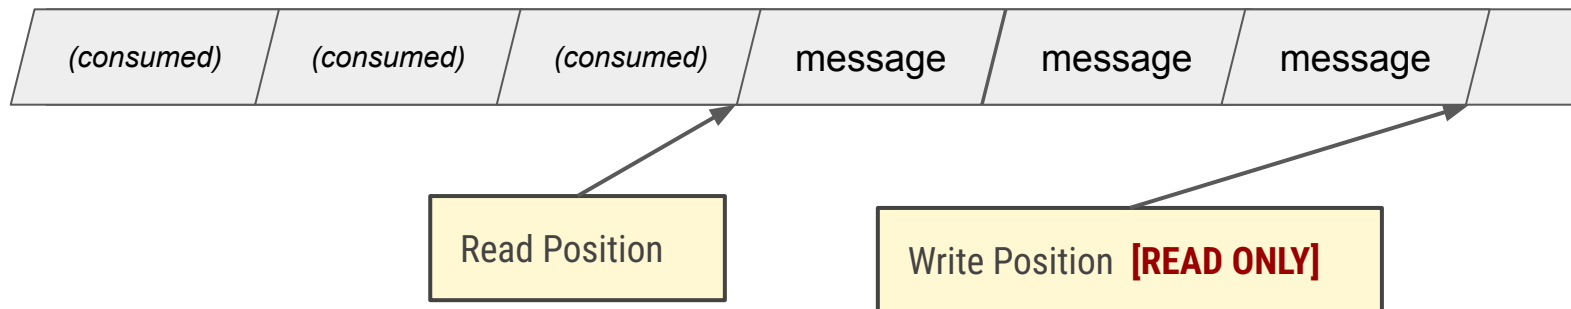 (consumed) (consumed) (consumed) message message message
Read Position
Write Position [READ ONLY]